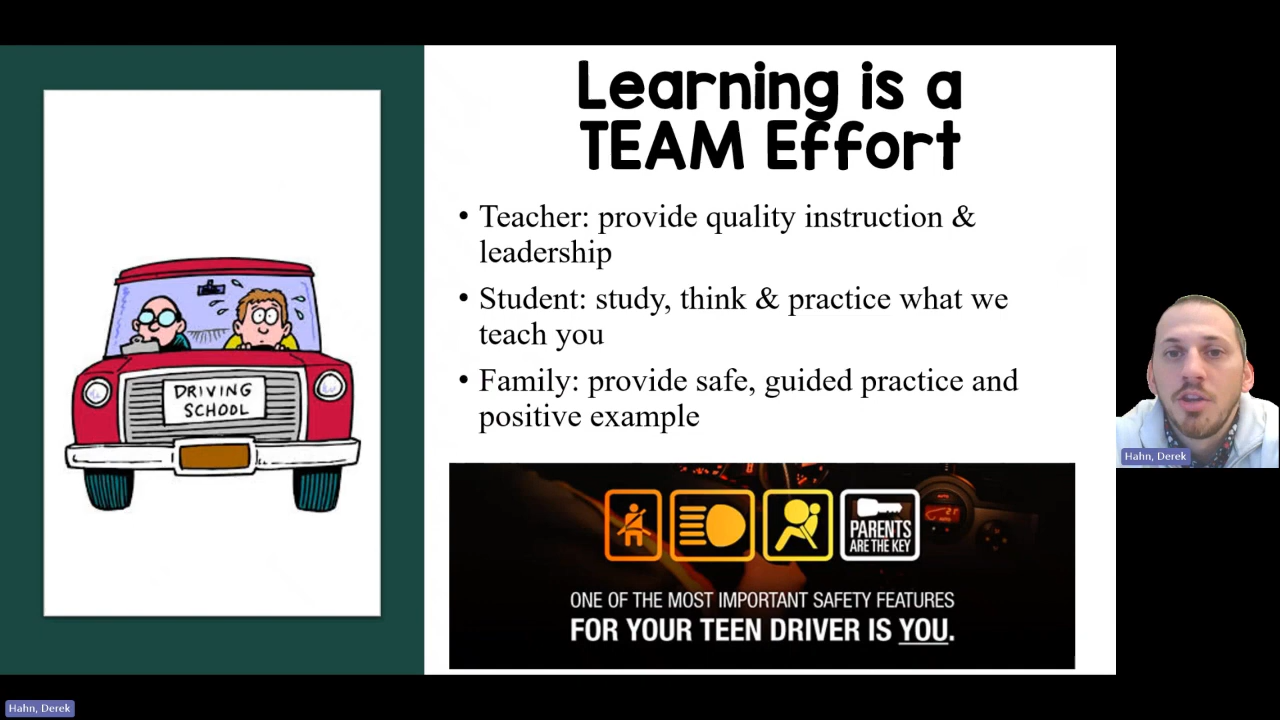 Learning is a
TEAM Effort
• Teacher: provide quality instruction &
leadership
• Student: study, think & practice what we
teach you
• Family: provide safe, guided practice and
positive example
DRIVING
SCHOOL
PARENTS
ARE THE KEY
ONE OF THE MOST IMPORTANT SAFETY FEATURES
FOR YOUR TEEN DRIVER IS YOU.
Hahn, Derek
Hahn, Derek